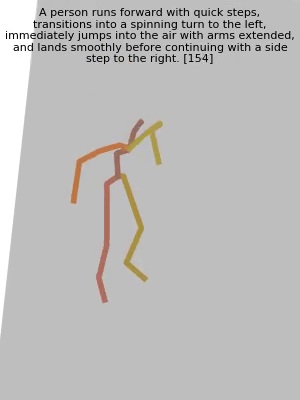 A person runs forward with quick steps,
transitions into a spinning turn to the left,
immediately jumps into the air with arms extended,
and lands smoothly before continuing with a side
step to the right. [154]